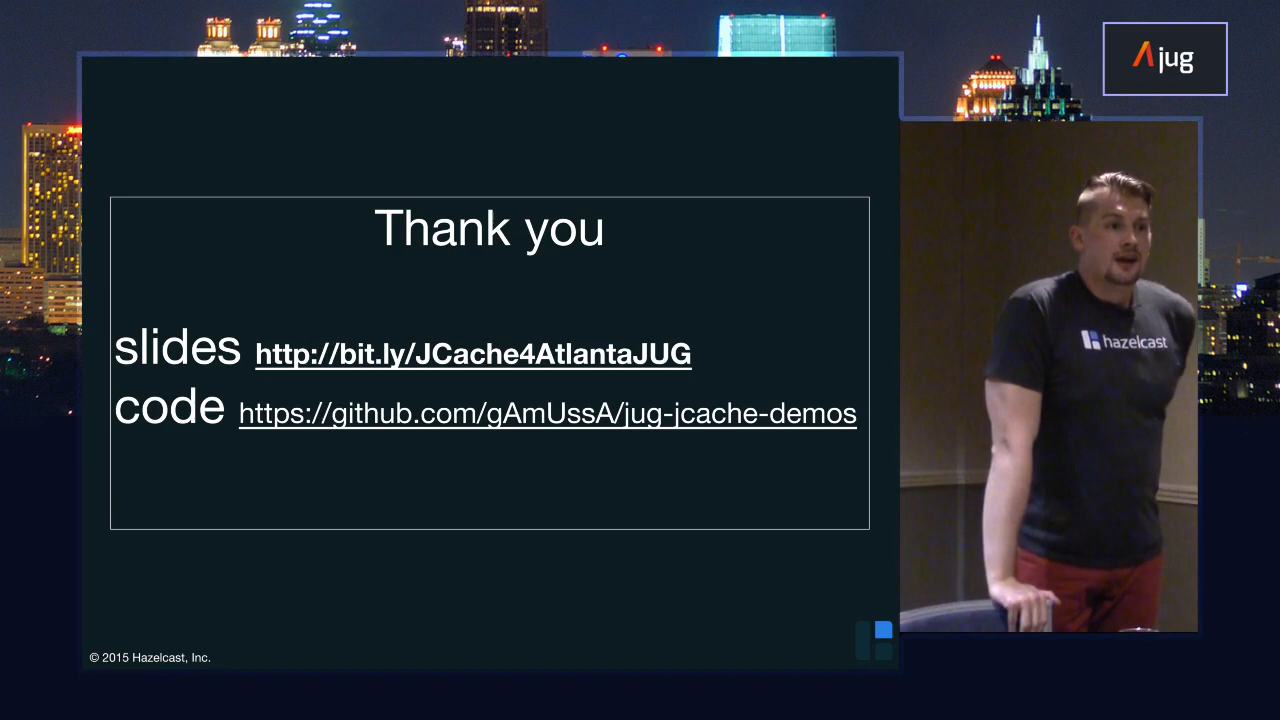 jug
Thank you
slides http://bit.ly/JCache4AtlantaJUG
code https://github.com/gAmUssA/jug-jcache-demos
hazelcast
© 2015 Hazelcast, Inc.